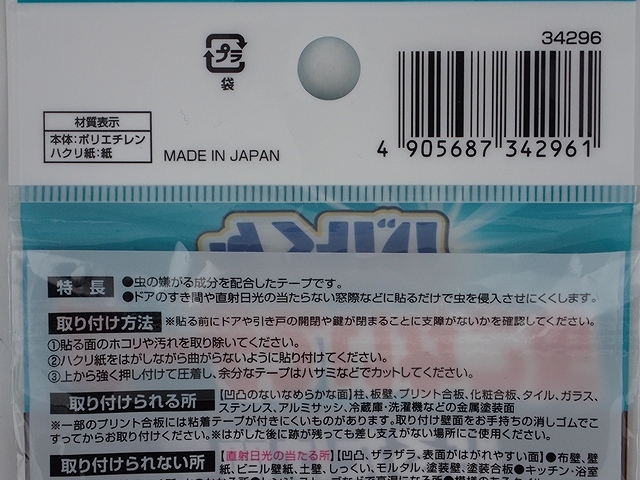 34296
プラ
袋
材質表示
本体:ポリエチレン
ハクリ紙:紙
MADE IN JAPAN
4 905687 342961
特長 ●虫の嫌がる成分を配合したテープです。
●ドアのすき間や直射日光の当たらない窓際などに貼るだけで虫を侵入させにくくします。
取り付け方法 ※貼る前にドアや引き戸の開閉や鍵が閉まることに支障がないかを確認してください。
①貼る面のホコリや汚れを取り除いてください。
②ハクリ紙をはがしながら曲がらないように貼り付けてください。
③上から強く押し付けて圧着し、余分なテープはハサミなどでカットしてください。
取り付けられる所 【凹凸のないなめらかな面】柱、板壁、プリント合板、化粧合板、タイル、ガラス、
ステンレス、アルミサッシ、冷蔵庫・洗濯機などの金属塗装面
※一部のプリント合板には粘着テープが付きにくいものがあります。取り付け壁面をお手持ちの消しゴムでこ
すってからお取り付けください。※はがした後に跡が残っても差し支えがない場所にご使用ください。
取り付けられない所 【直射日光の当たる所】【凹凸、ザラザラ、表面がはがれやすい面】●布壁、壁
紙、ビニル壁紙、土壁、しっくい、モルタル、塗装壁、塗装合板●キッチン・浴室